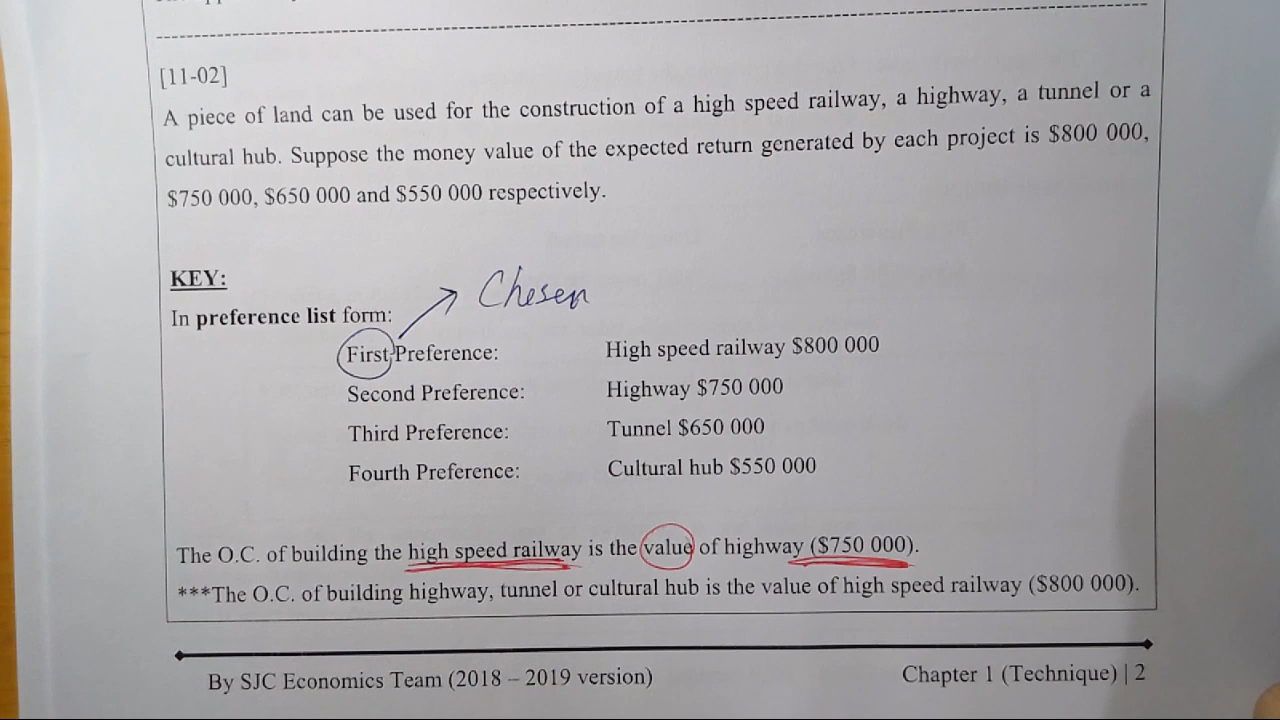 [11-02]
A piece of land can be used for the construction of a high speed railway, a highway, a tunnel or a
cultural hub. Suppose the money value of the expected return generated by each project is $800 000,
$750 000, $650 000 and $550 000 respectively.
KEY:
Chesen
In preference list form:
First Preference: High speed railway $800 000
Second Preference: Highway $750 000
Third Preference: Tunnel $650 000
Fourth Preference: Cultural hub $550 000
The O.C. of building the high speed railway is the value of highway ($750 000).
***The O.C. of building highway, tunnel or cultural hub is the value of high speed railway ($800 000).
By SJC Economics Team (2018 – 2019 version) Chapter 1 (Technique) | 2